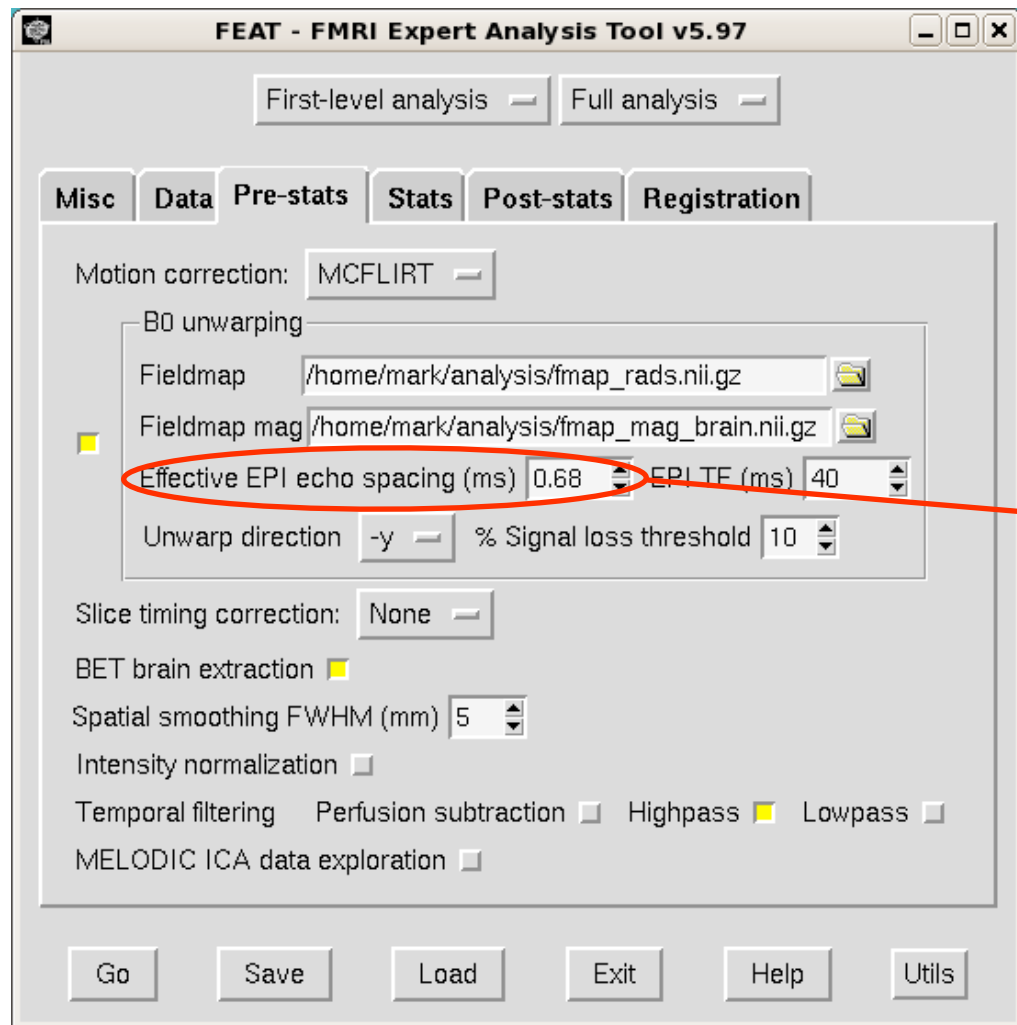 FEAT - FMRI Expert Analysis Tool v5.97
First-level analysis Full analysis
Misc Data Pre-stats Stats Post-stats Registration
Motion correction: MCFLIRT
B0 unwarping
Fieldmap /home/mark/analysis/fmap_rads.nii.gz
Fieldmap mag /home/mark/analysis/fmap_mag_brain.nii.gz
Effective EPI echo spacing (ms) 0.68 EPI TE (ms) 40
Unwarp direction -y % Signal loss threshold 10
Slice timing correction: None
BET brain extraction
Spatial smoothing FWHM (mm) 5
Intensity normalization
Temporal filtering Perfusion subtraction Highpass Lowpass
MELODIC ICA data exploration
Go Save Load Exit Help Utils